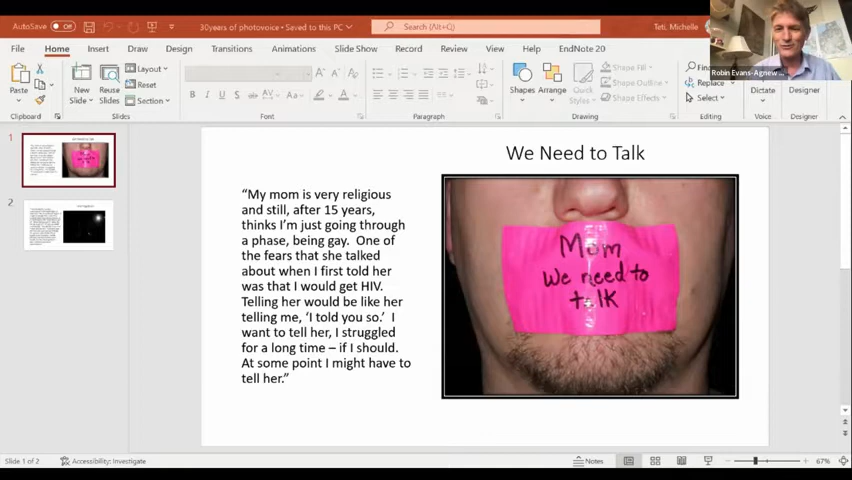 AutoSave Off
30years of photovoice • Saved to this PC
Search (Alt+Q)
Teti, Michelle
File Home Insert Draw Design Transitions Animations Slide Show Record Review View Help EndNote 20
Robin Evans-Agnew
Paste
New Slide
Reuse Slides
Layout
Reset
Section
Shapes
Arrange
Quick Styles
Shape Fill
Shape Outline
Shape Effects
Replace
Select
Dictate
Designer
Clipboard
Slides
Font
Paragraph
Drawing
Voice
Designer
1
2
We Need to Talk
“My mom is very religious
and still, after 15 years,
thinks I’m just going through
a phase, being gay. One of
the fears that she talked
about when I first told her
was that I would get HIV.
Telling her would be like her
telling me, ‘I told you so.’ I
want to tell her, I struggled
for a long time – if I should.
At some point I might have to
tell her.”
Mom
we need to
talk
Slide 1 of 2
Accessibility: Investigate
Notes
67%